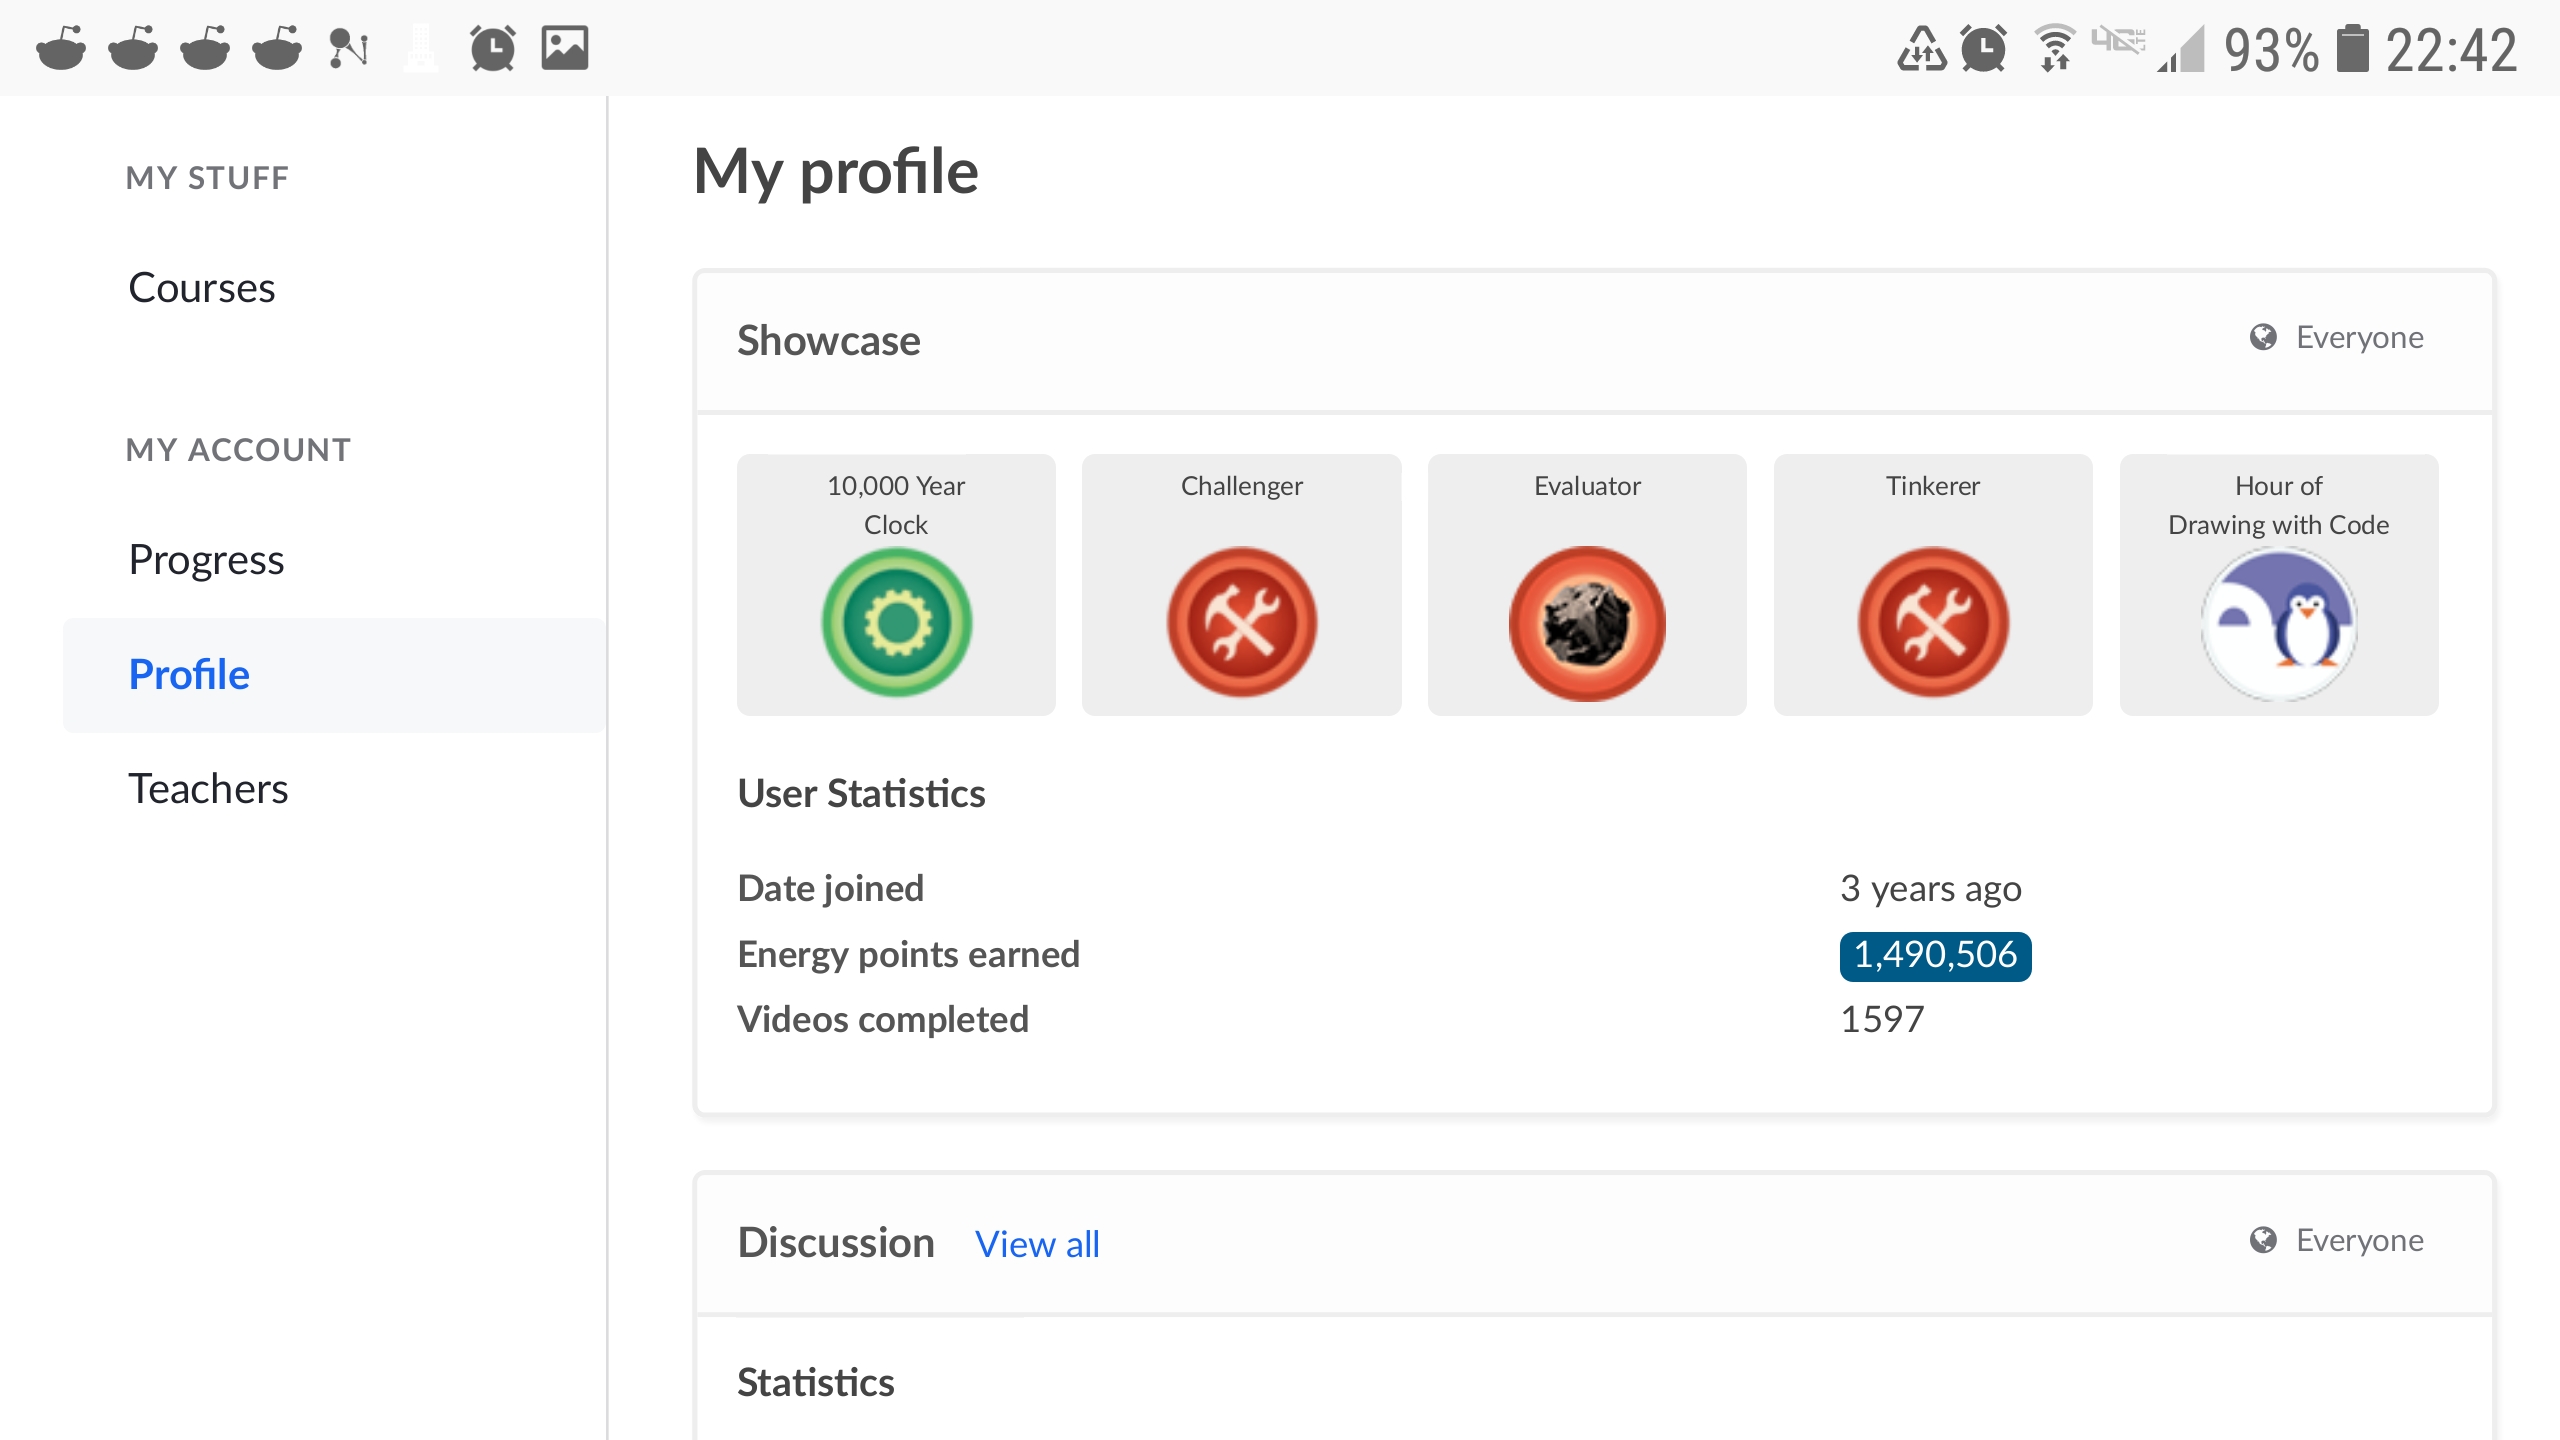 93% 22:42
MY STUFF
Courses
MY ACCOUNT
Progress
Profile
Teachers
My profile
Showcase
Everyone
10,000 Year
Clock
Challenger
Evaluator
Tinkerer
Hour of
Drawing with Code
User Statistics
Date joined 3 years ago
Energy points earned 1,490,506
Videos completed 1597
Discussion View all
Everyone
Statistics